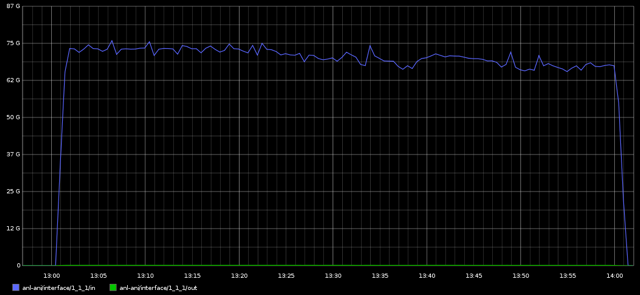 87 G
75 G
62 G
50 G
37 G
25 G
12 G
0
13:00 13:05 13:10 13:15 13:20 13:25 13:30 13:35 13:40 13:45 13:50 13:55 14:00
anl-ani/interface/1_1_1/in anl-ani/interface/1_1_1/out